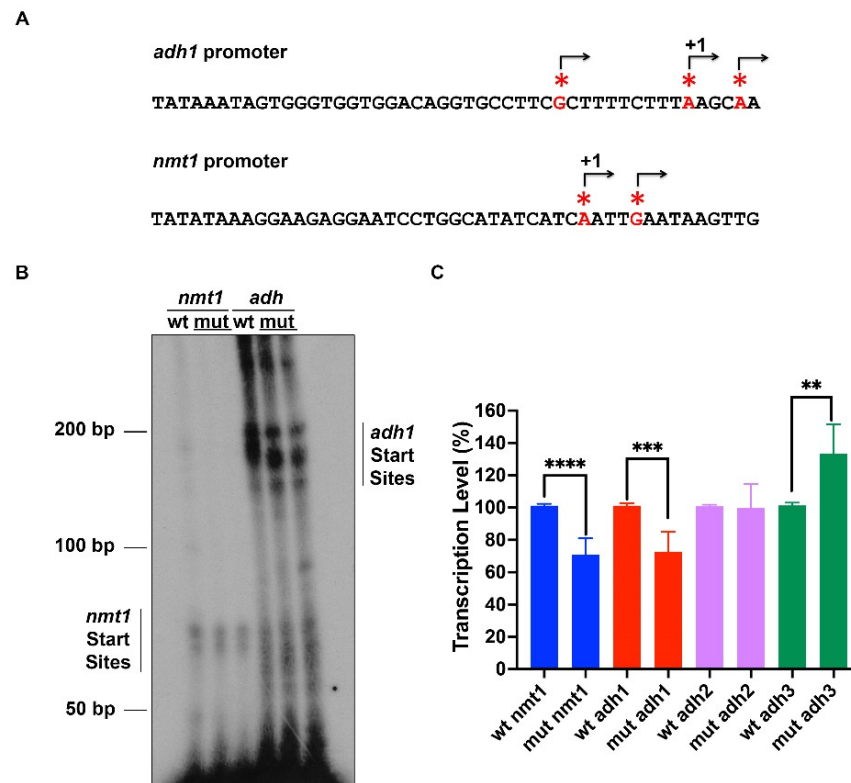 A
adh1 promoter
+1
* * *
TATAAATAGTGGGTGGTGGACAGGTGCCTTCGCTTTTCTTTAAGCAA
nmt1 promoter
+1
* *
TATATAAAGGAAGAGGAATCCTGGCATATCATCAATTGAATAAGTTG
B
nmt1 adh
wt mut wt mut
200 bp
100 bp
50 bp
nmt1
Start
Sites
adh1
Start
Sites
C
Transcription Level (%)
160
140
120
100
80
60
40
20
0
****
***
**
wt nmt1
mut nmt1
wt adh1
mut adh1
wt adh2
mut adh2
wt adh3
mut adh3